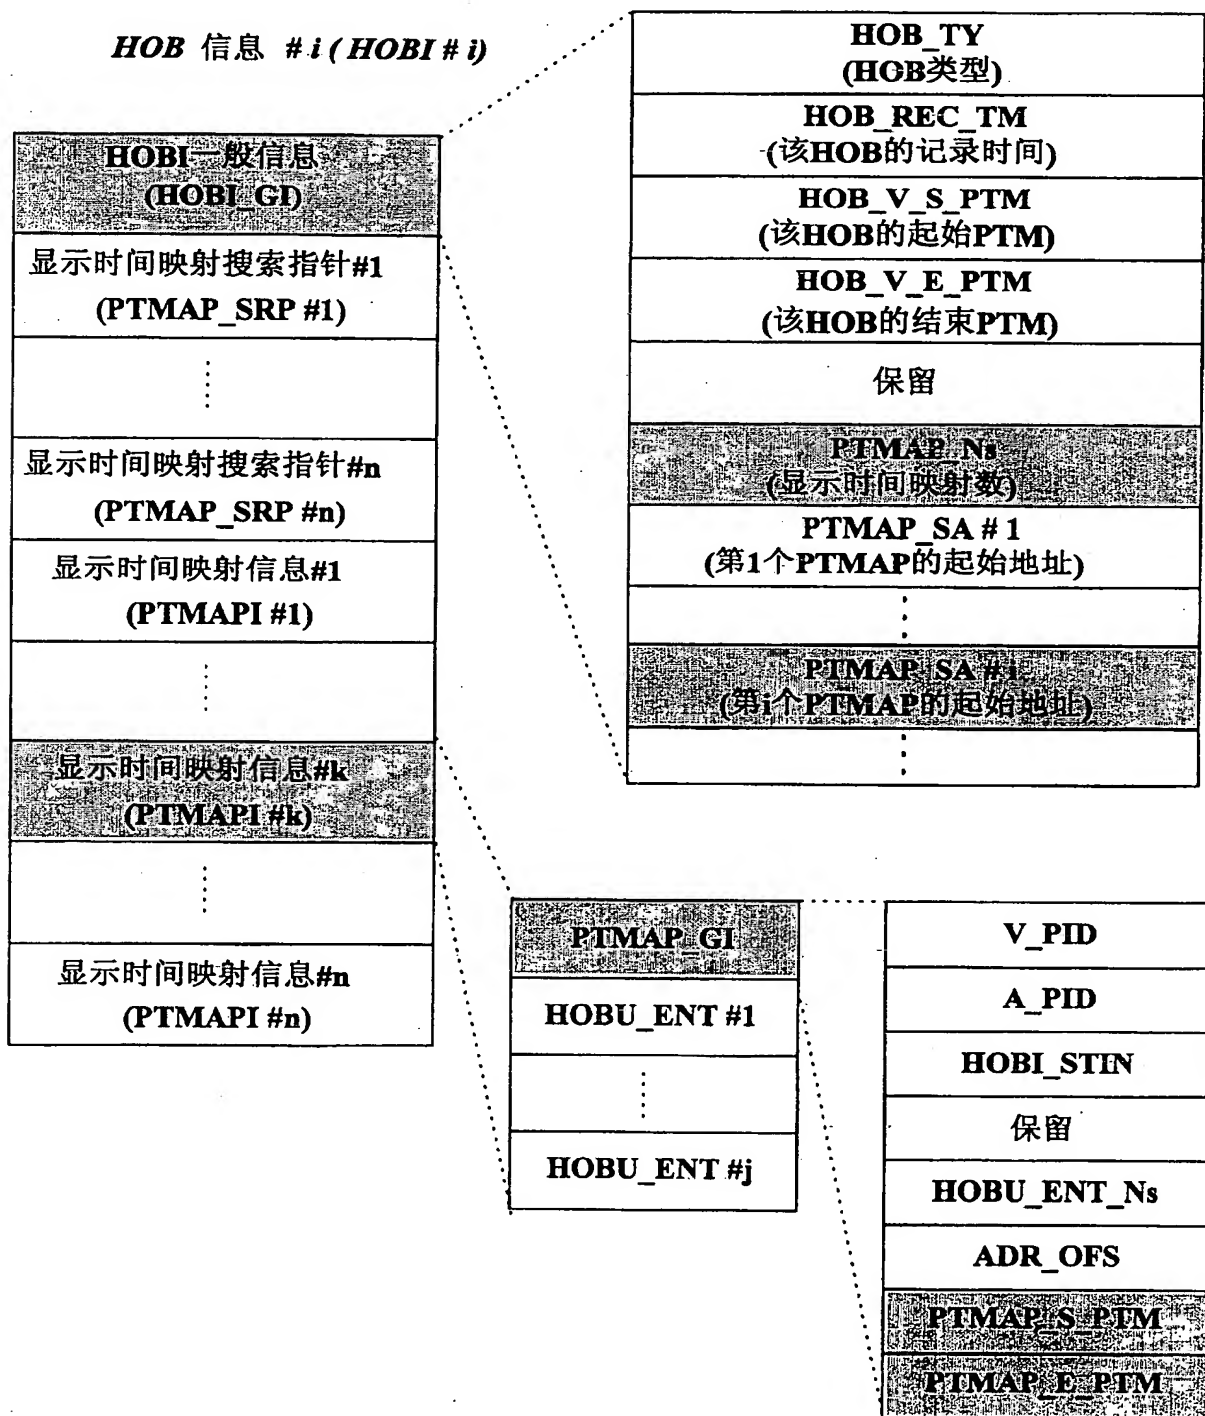 HOB 信息 # i ( HOBI # i)
HOBI一般信息
(HOBI_GI)
显示时间映射搜索指针#1
(PTMAP_SRP #1)
显示时间映射搜索指针#n
(PTMAP_SRP #n)
显示时间映射信息#1
(PTMAPI #1)
显示时间映射信息#k
(PTMAPI #k)
显示时间映射信息#n
(PTMAPI #n)
HOB_TY
(HOB类型)
HOB_REC_TM
(该HOB的记录时间)
HOB_V_S_PTM
(该HOB的起始PTM)
HOB_V_E_PTM
(该HOB的结束PTM)
保留
PTMAP_Ns
(显示时间映射数)
PTMAP_SA # 1
(第1个PTMAP的起始地址)
PTMAP_SA # i
(第i个PTMAP的起始地址)
PTMAP_GI
HOBU_ENT #1
HOBU_ENT #j
V_PID
A_PID
HOBI_STIN
保留
HOBU_ENT_Ns
ADR_OFS
PTMAP_S_PTM
PTMAP_E_PTM